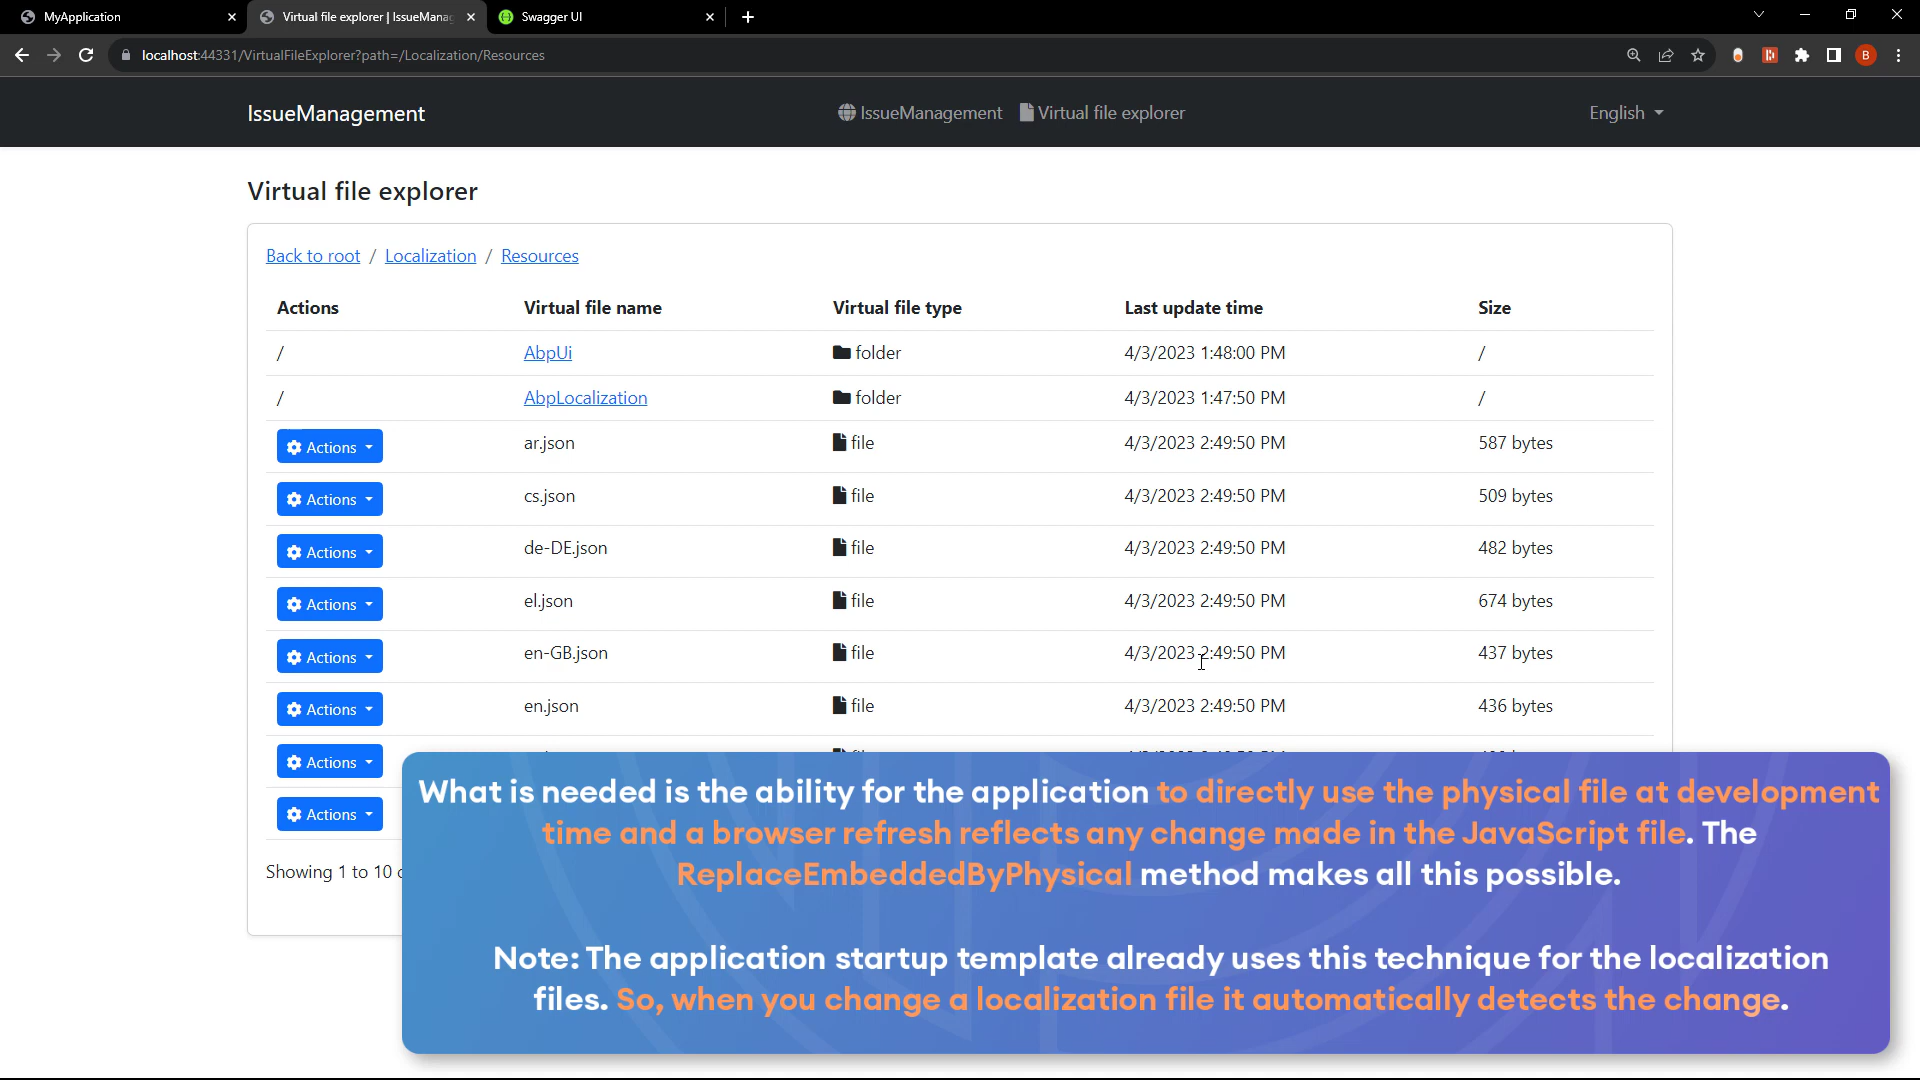 MyApplication
Virtual file explorer | IssueManag
Swagger UI
localhost:44331/VirtualFileExplorer?path=/Localization/Resources
B
IssueManagement
IssueManagement
Virtual file explorer
English
Virtual file explorer
Back to root / Localization / Resources
Actions Virtual file name Virtual file type Last update time Size
/ AbpUi folder 4/3/2023 1:48:00 PM /
/ AbpLocalization folder 4/3/2023 1:47:50 PM /
Actions ar.json file 4/3/2023 2:49:50 PM 587 bytes
Actions cs.json file 4/3/2023 2:49:50 PM 509 bytes
Actions de-DE.json file 4/3/2023 2:49:50 PM 482 bytes
Actions el.json file 4/3/2023 2:49:50 PM 674 bytes
Actions en-GB.json file 4/3/2023 2:49:50 PM 437 bytes
Actions en.json file 4/3/2023 2:49:50 PM 436 bytes
Actions
Actions
Showing 1 to 10
What is needed is the ability for the application to directly use the physical file at development
time and a browser refresh reflects any change made in the JavaScript file. The
ReplaceEmbeddedByPhysical method makes all this possible.
Note: The application startup template already uses this technique for the localization
files. So, when you change a localization file it automatically detects the change.